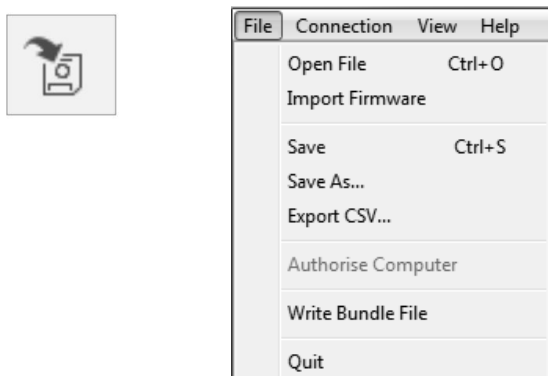 File Connection View Help
Open File Ctrl+O
Import Firmware
Save Ctrl+S
Save As...
Export CSV...
Authorise Computer
Write Bundle File
Quit